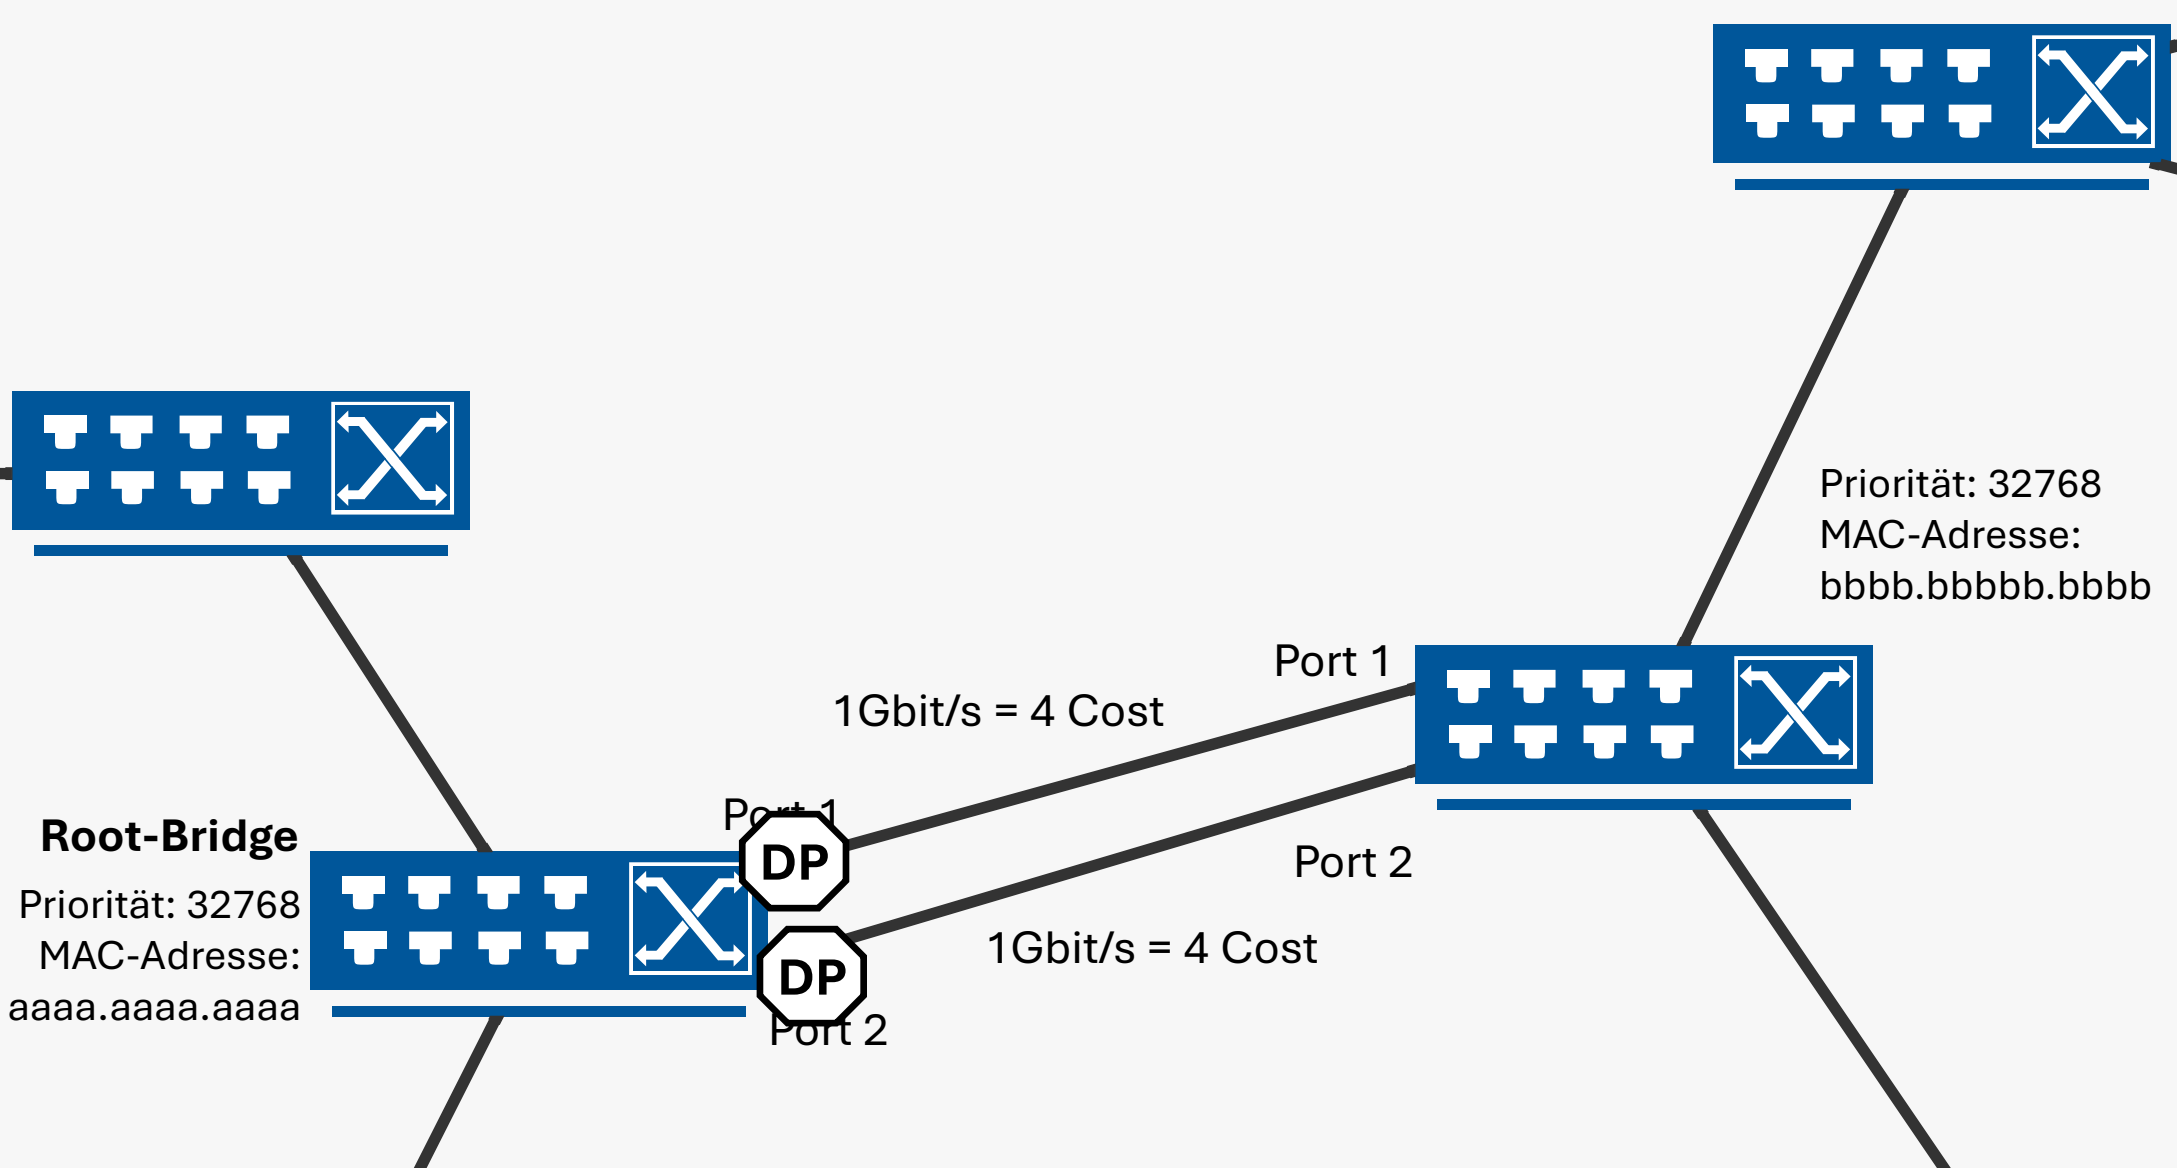 Priorität: 32768
MAC-Adresse:
bbbb.bbbbb.bbbb
Port 1
1Gbit/s = 4 Cost
Port 1
Root-Bridge
DP
Port 2
Priorität: 32768
1Gbit/s = 4 Cost
MAC-Adresse:
DP
aaaa.aaaa.aaaa
Port 2